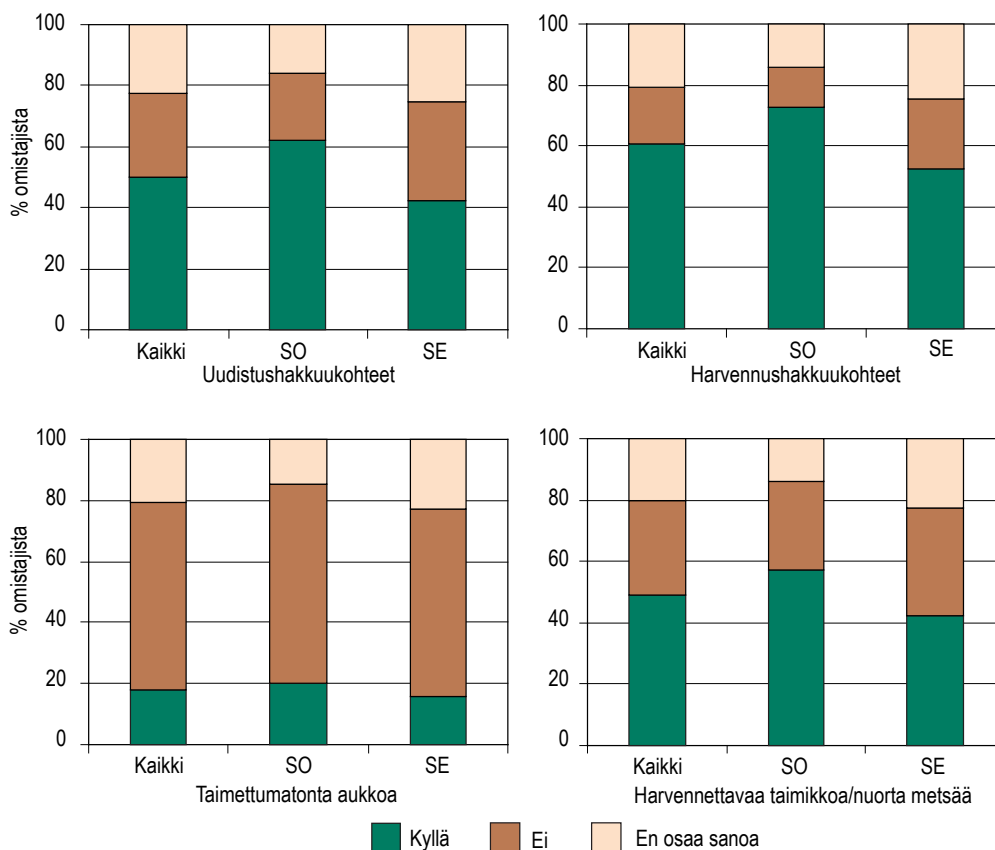 100
80
60
40
20
0
% omistajista
Kaikki SO SE
Uudistushakkuukohteet
100
80
60
40
20
0
Kaikki SO SE
Harvennushakkuukohteet
100
80
60
40
20
0
% omistajista
Kaikki SO SE
Taimettumatonta aukkoa
100
80
60
40
20
0
Kaikki SO SE
Harvennettavaa taimikkoa/nuorta metsää
Kyllä Ei En osaa sanoa